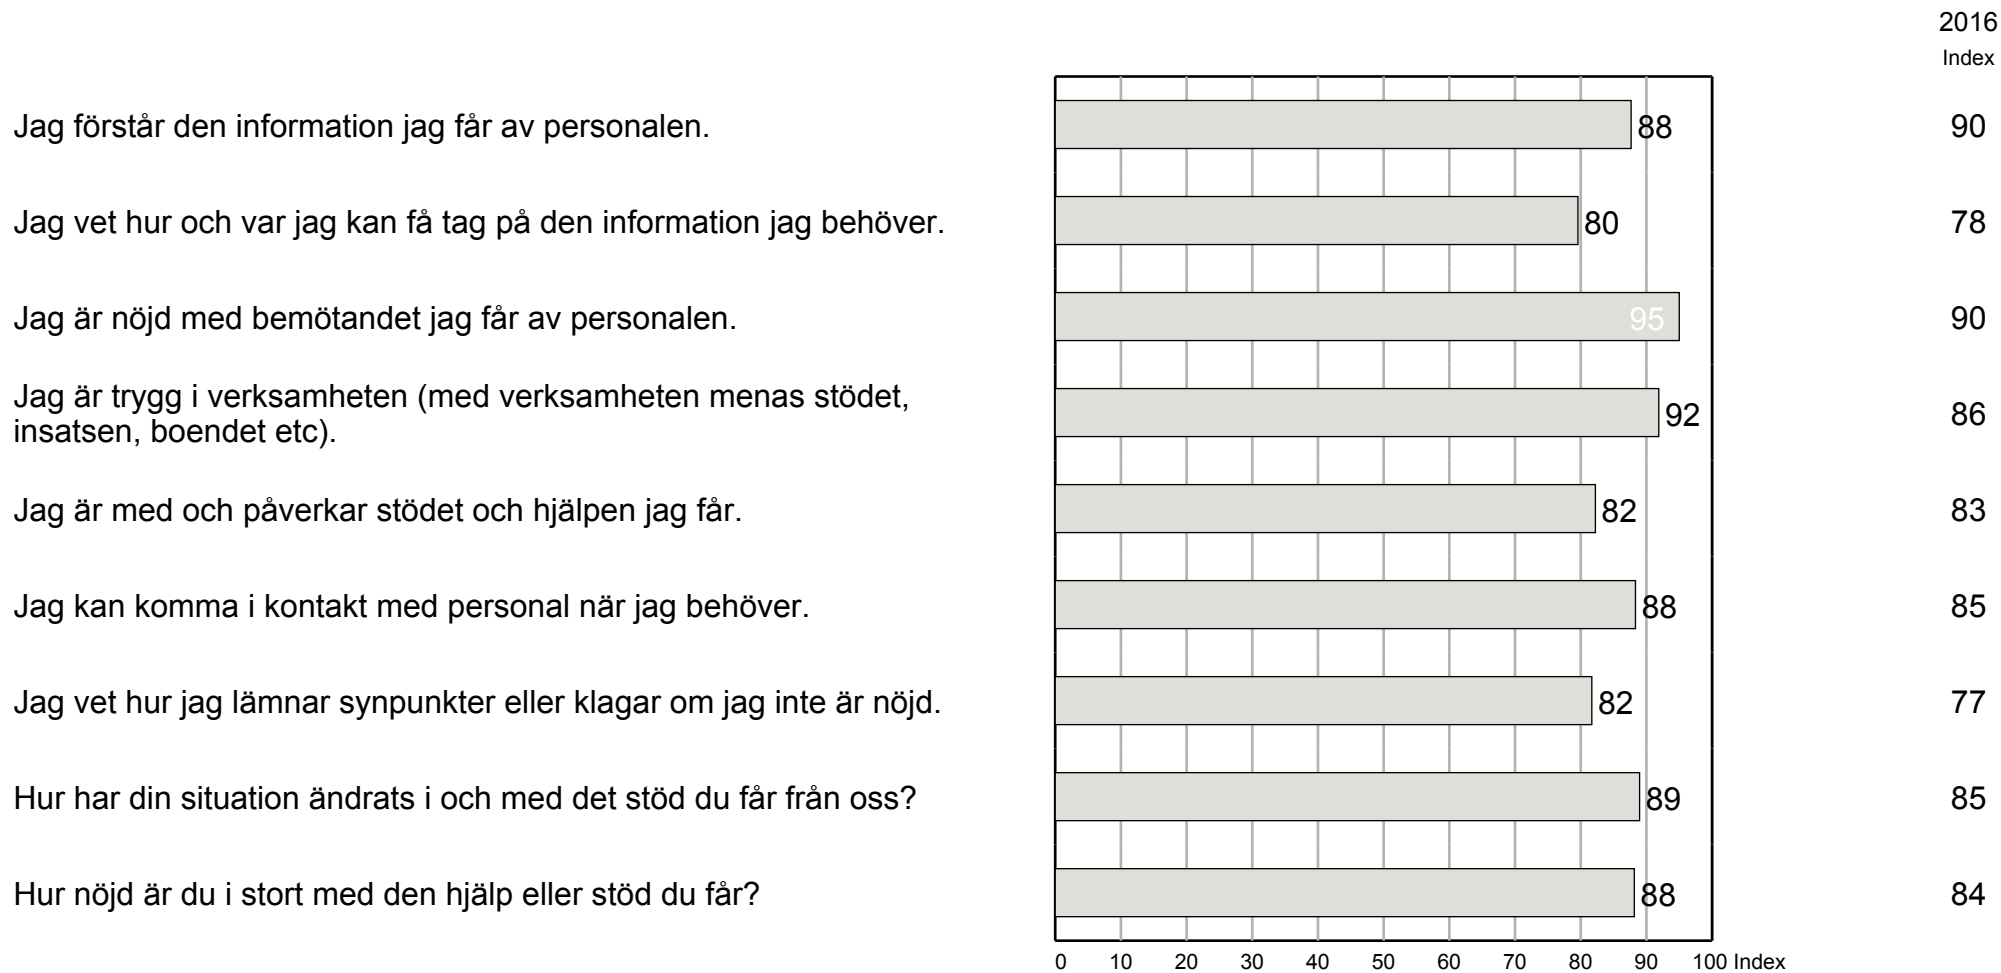 2016
Index
Jag förstår den information jag får av personalen. 88 90
Jag vet hur och var jag kan få tag på den information jag behöver. 80 78
Jag är nöjd med bemötandet jag får av personalen. 95 90
Jag är trygg i verksamheten (med verksamheten menas stödet,
insatsen, boendet etc). 92 86
Jag är med och påverkar stödet och hjälpen jag får. 82 83
Jag kan komma i kontakt med personal när jag behöver. 88 85
Jag vet hur jag lämnar synpunkter eller klagar om jag inte är nöjd. 82 77
Hur har din situation ändrats i och med det stöd du får från oss? 89 85
Hur nöjd är du i stort med den hjälp eller stöd du får? 88 84
0 10 20 30 40 50 60 70 80 90 100 Index